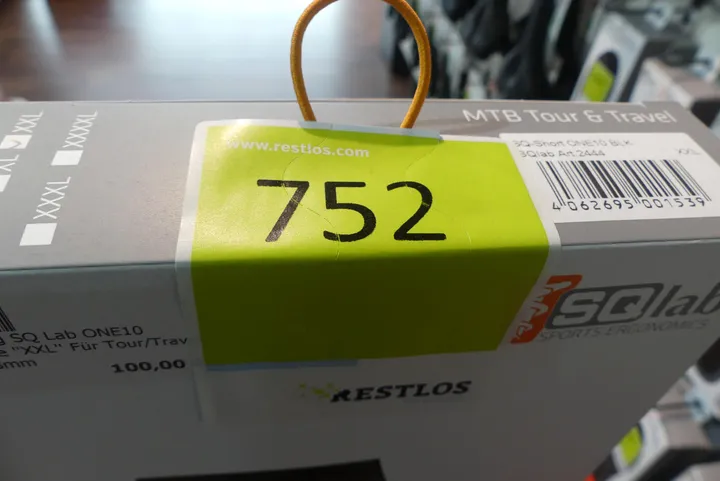 XXL
XXXXL
XXXL
MTB Tour & Travel
www.restlos.com
752
SQ-Short ONE10 BLK
SQlab Art.2444
XXL
4 062695 001539
SQlab
SPORTS ERGONOMICS
SQ Lab ONE10
"XXL" Für Tour/Trav
100,00
RESTLOS